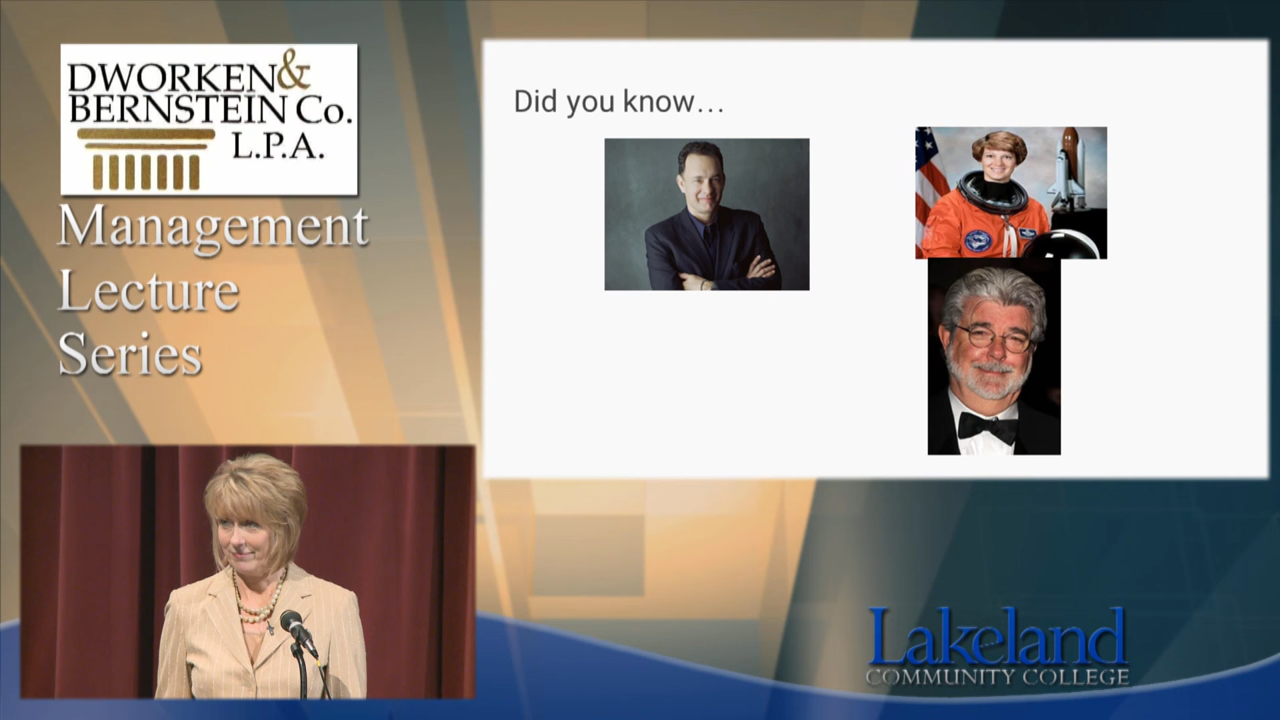 DWORKEN &
BERNSTEIN CO.
L.P.A.
Management
Lecture
Series
Did you know...
Lakeland
COMMUNITY COLLEGE